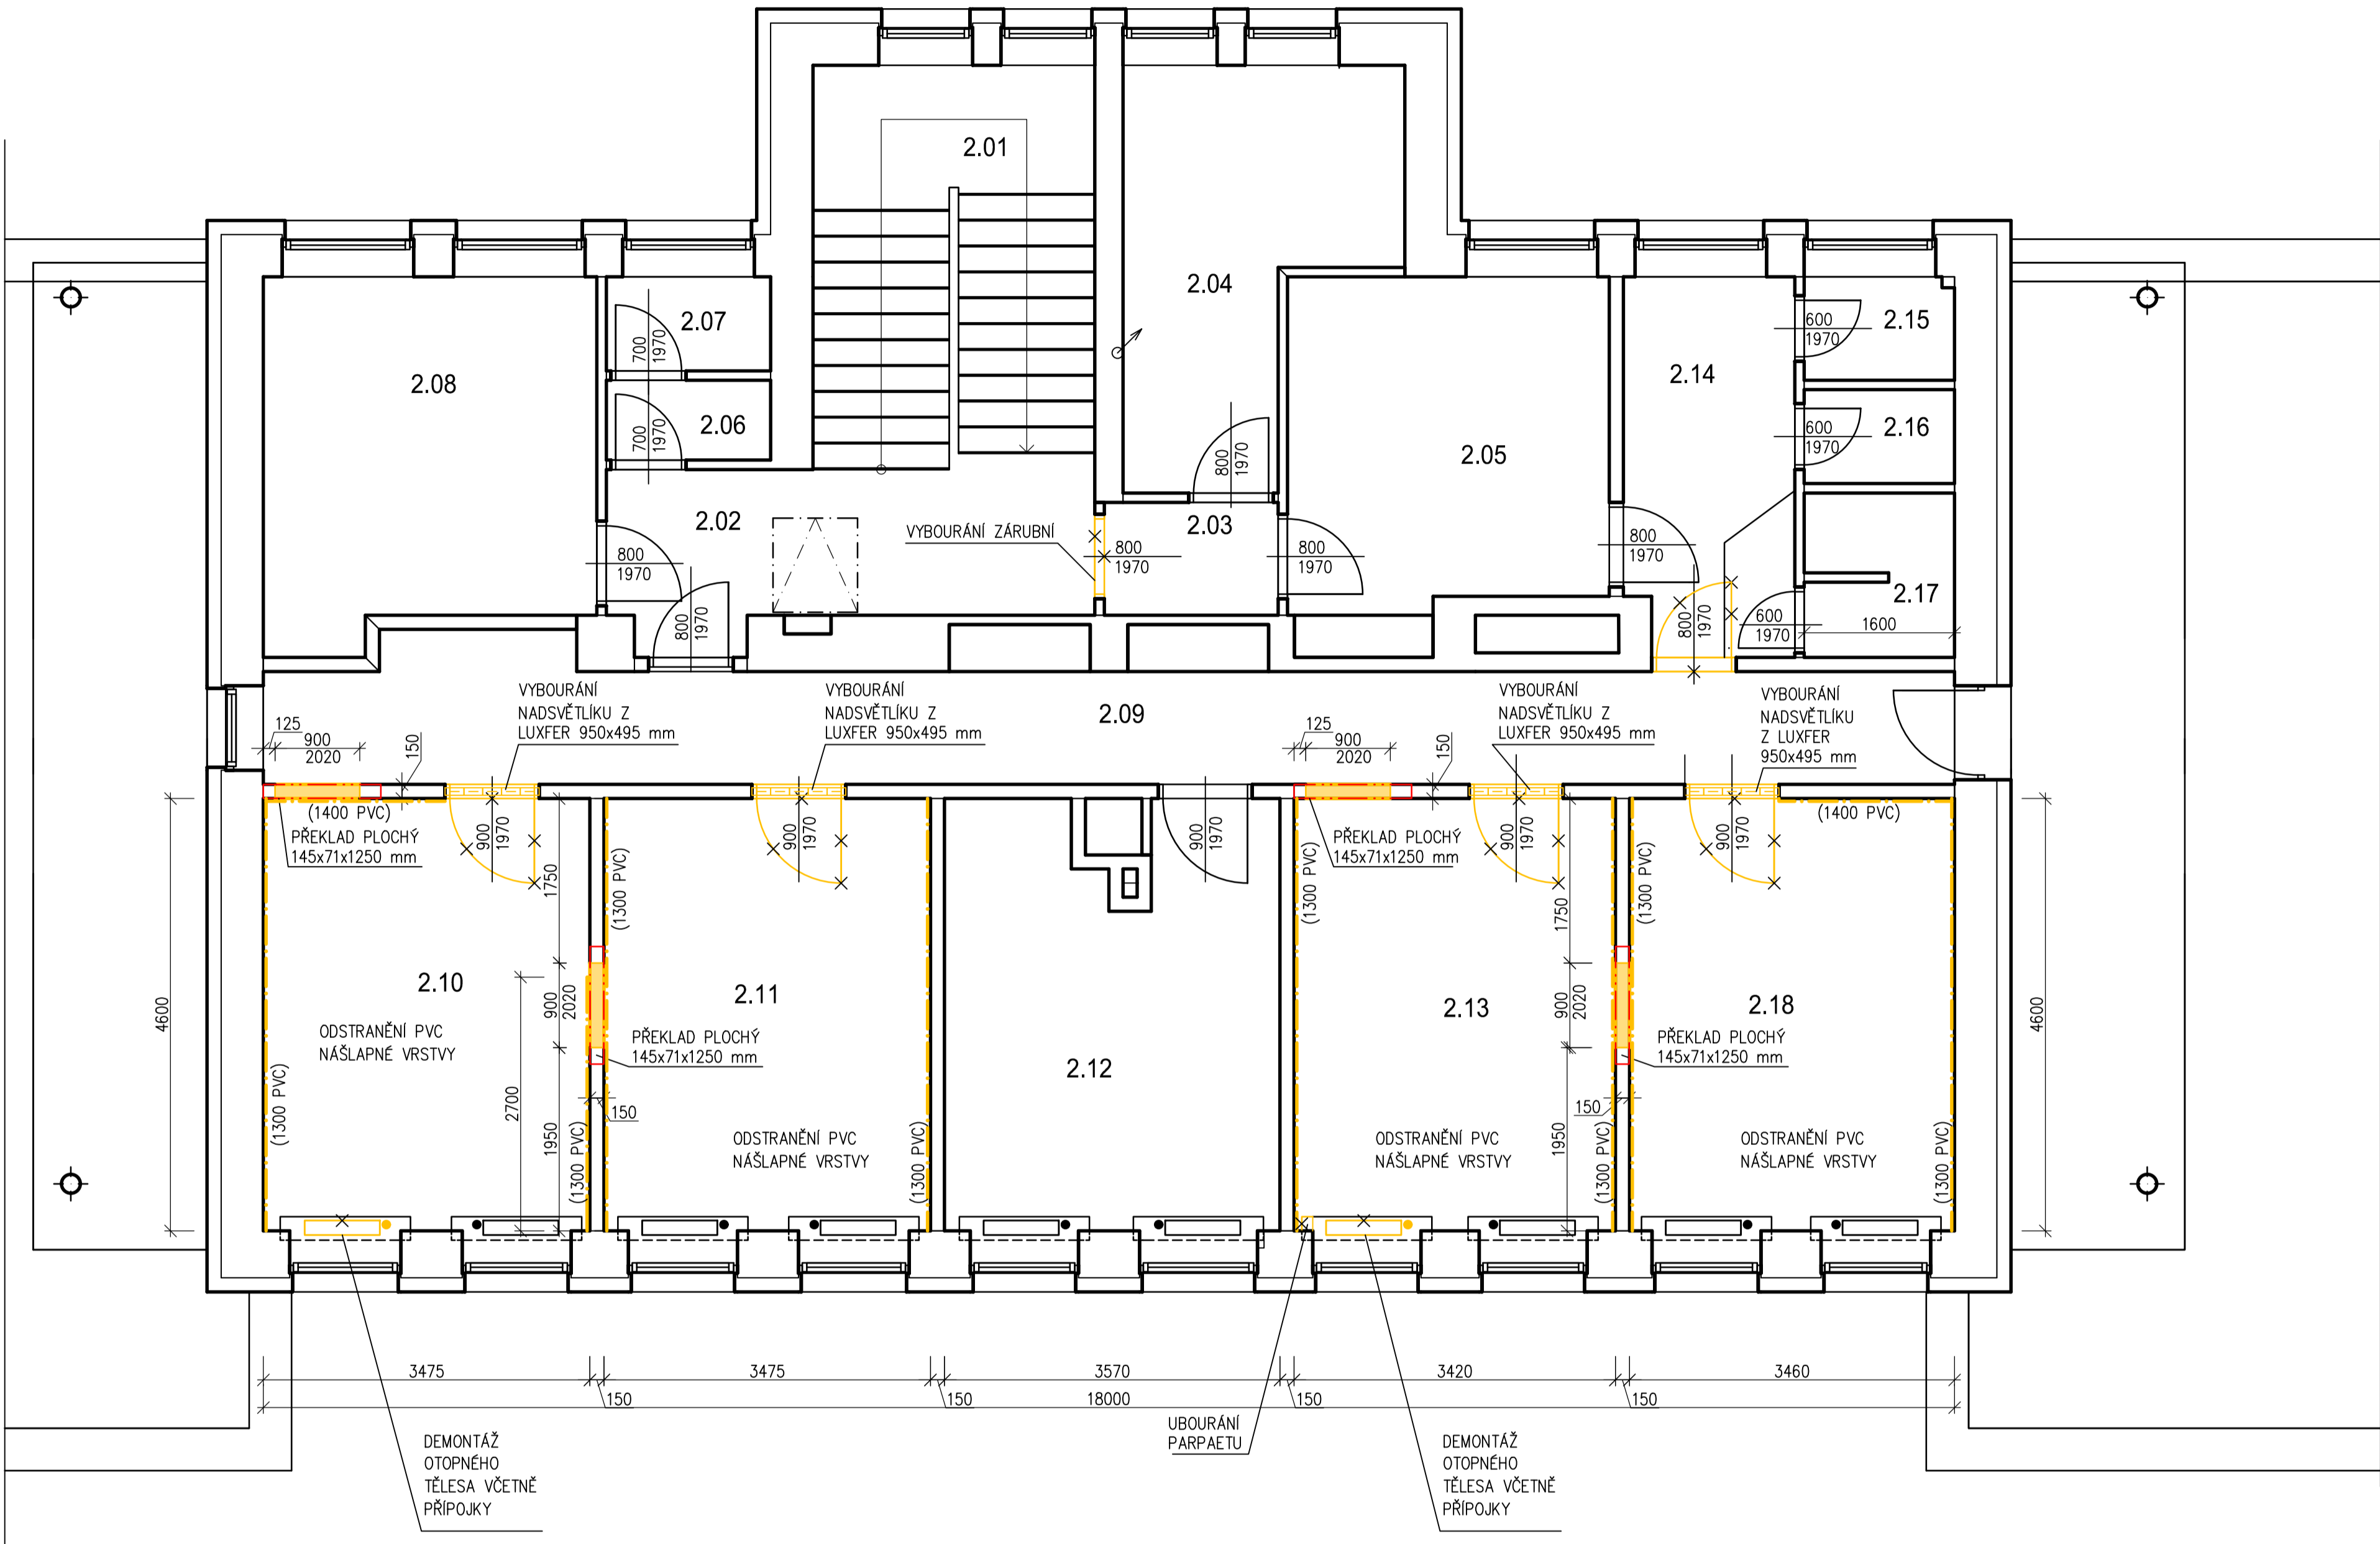 2.01
2.04
2.07
700
1970
2.15
600
1970
2.08
2.14
2.06
700
1970
2.16
600
1970
2.05
800
1970
2.02
2.03
VYBOURÁNÍ ZÁRUBNÍ
800
1970
800
1970
800
1970
800
1970
800
1970
800
1970
600
1970
2.17
1600
VYBOURÁNÍ
NADSVĚTLÍKU Z
LUXFER 950x495 mm
VYBOURÁNÍ
NADSVĚTLÍKU Z
LUXFER 950x495 mm
2.09
VYBOURÁNÍ
NADSVĚTLÍKU Z
LUXFER 950x495 mm
VYBOURÁNÍ
NADSVĚTLÍKU
Z LUXFER
950x495 mm
125
900
2020
150
125
900
2020
150
(1400 PVC)
PŘEKLAD PLOCHÝ
145x71x1250 mm
900
1970
1750
(1300 PVC)
900
1970
900
1970
(1300 PVC)
PŘEKLAD PLOCHÝ
145x71x1250 mm
900
1970
1750
(1300 PVC)
900
1970
(1400 PVC)
4600
2.10
900
2020
2.11
2.12
2.13
900
2020
2.18
4600
ODSTRANĚNÍ PVC
NÁŠLAPNÉ VRSTVY
PŘEKLAD PLOCHÝ
145x71x1250 mm
PŘEKLAD PLOCHÝ
145x71x1250 mm
(1300 PVC)
2700
1950
150
(1300 PVC)
ODSTRANĚNÍ PVC
NÁŠLAPNÉ VRSTVY
(1300 PVC)
ODSTRANĚNÍ PVC
NÁŠLAPNÉ VRSTVY
150
1950
(1300 PVC)
ODSTRANĚNÍ PVC
NÁŠLAPNÉ VRSTVY
(1300 PVC)
3475
3475
3570
3420
3460
150
150
18000
150
150
DEMONTÁŽ
OTOPNÉHO
TĚLESA VČETNĚ
PŘÍPOJKY
UBOURÁNÍ
PARPAETU
DEMONTÁŽ
OTOPNÉHO
TĚLESA VČETNĚ
PŘÍPOJKY